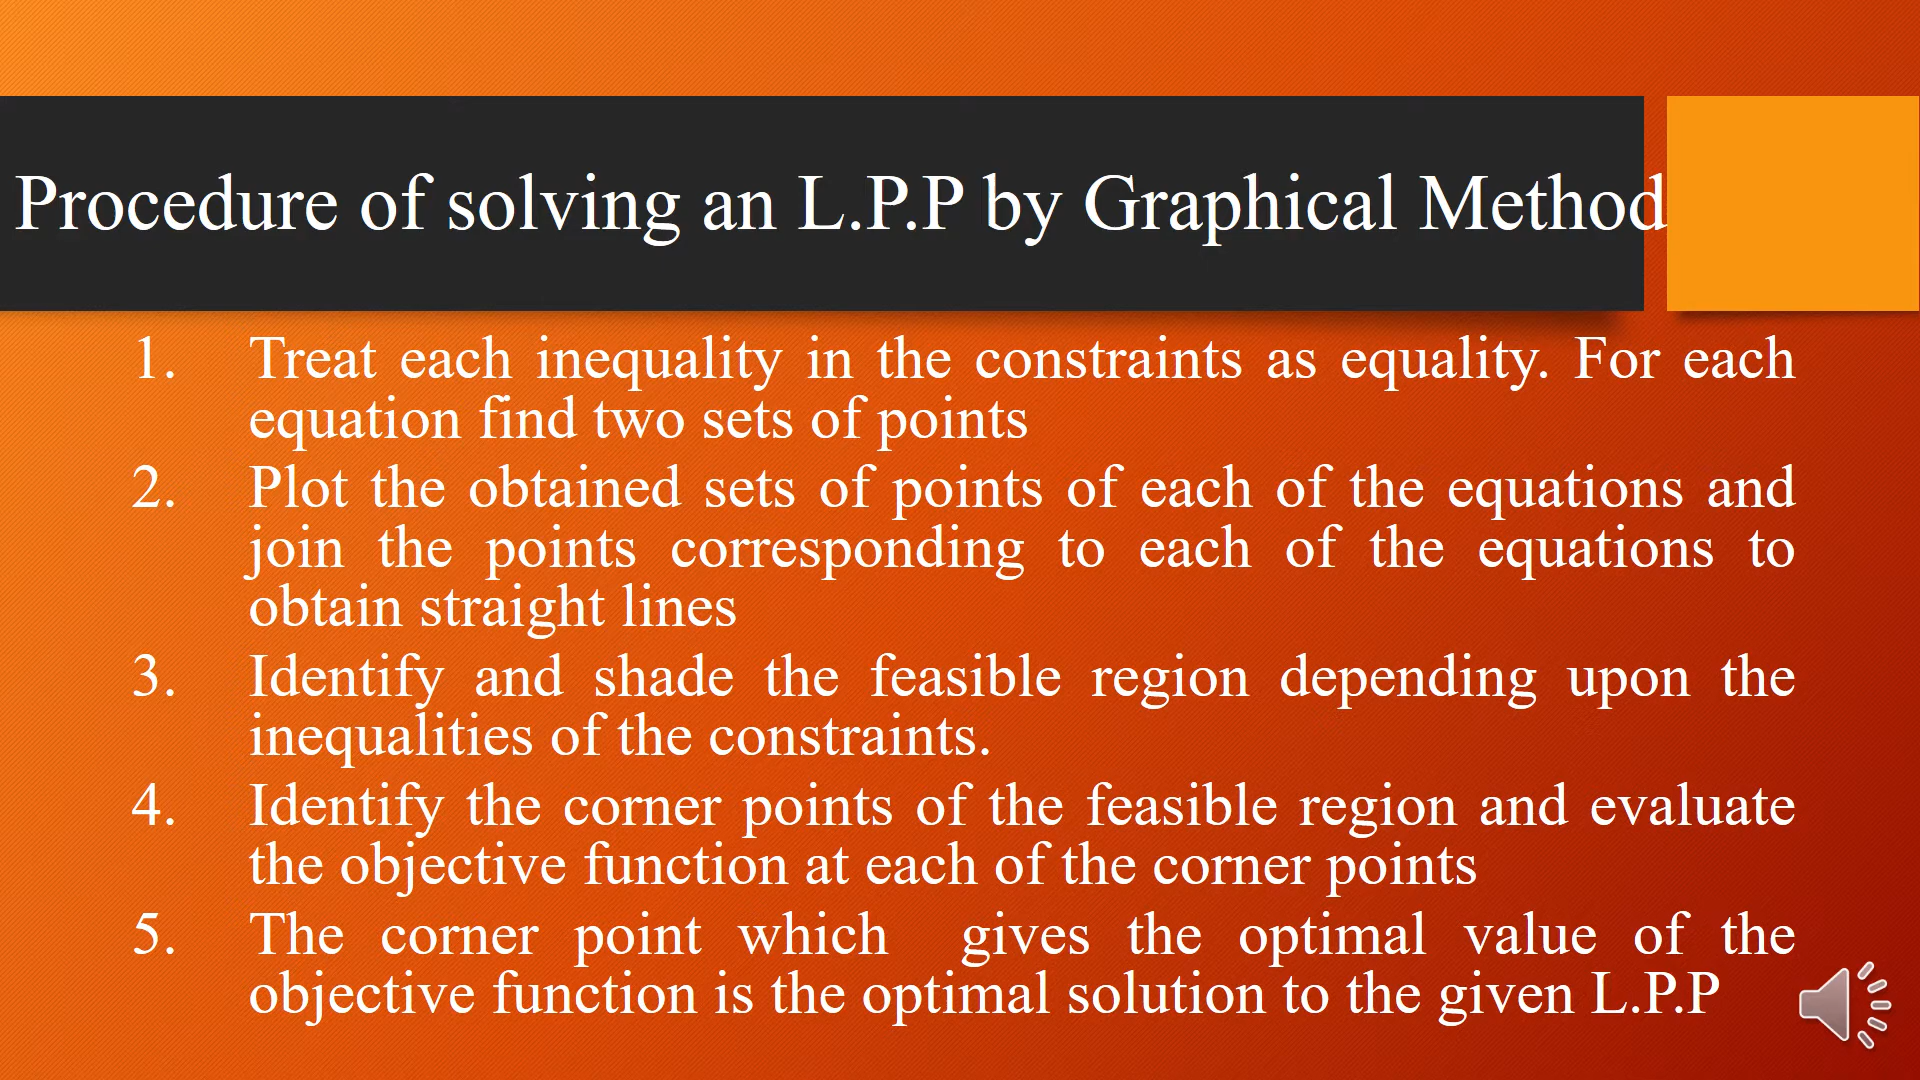 Procedure of solving an L.P.P by Graphical Method
1. Treat each inequality in the constraints as equality. For each
equation find two sets of points
2. Plot the obtained sets of points of each of the equations and
join the points corresponding to each of the equations to
obtain straight lines
3. Identify and shade the feasible region depending upon the
inequalities of the constraints.
4. Identify the corner points of the feasible region and evaluate
the objective function at each of the corner points
5. The corner point which gives the optimal value of the
objective function is the optimal solution to the given L.P.P